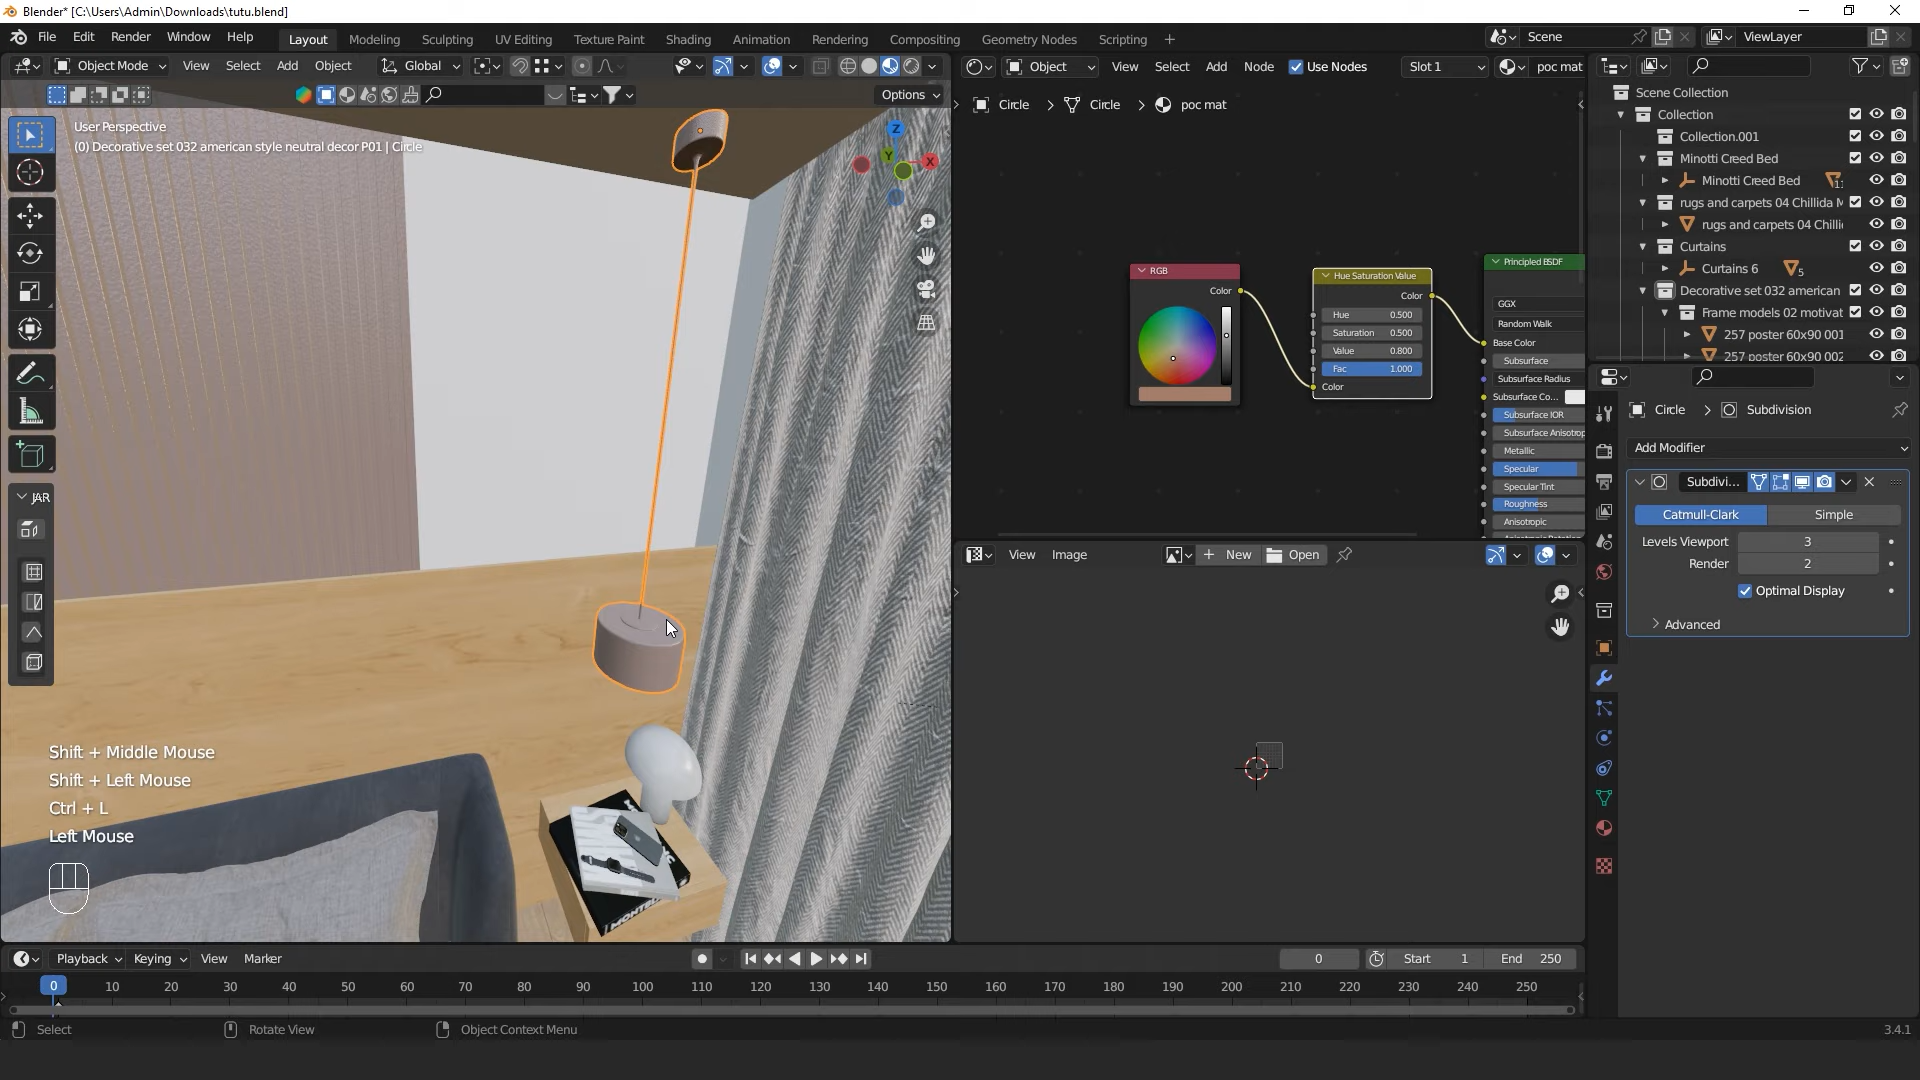 Blender* [C:\Users\Admin\Downloads\tutu.blend]
File Edit Render Window Help Layout Modeling Sculpting UV Editing Texture Paint Shading Animation Rendering Compositing Geometry Nodes Scripting + Scene ViewLayer
Object Mode View Select Add Object Global
Options
User Perspective
(0) Decorative set 032 american style neutral decor P01 | Circle
Z
Y
X
JAR
Shift + Middle Mouse
Shift + Left Mouse
Ctrl + L
Left Mouse
Object View Select Add Node Use Nodes Slot 1 poc mat
Circle > Circle > poc mat
RGB
Color
Hue Saturation Value
Color
Hue 0.500
Saturation 0.500
Value 0.800
Fac 1.000
Color
Principled BSDF
GGX
Random Walk
Base Color
Subsurface
Subsurface Radius
Subsurface Co...
Subsurface IOR
Subsurface Anisotrop
Metallic
Specular
Specular Tint
Roughness
Anisotropic
View Image + New Open
Scene Collection
Collection
Collection.001
Minotti Creed Bed
Minotti Creed Bed 11
rugs and carpets 04 Chillida M
rugs and carpets 04 Chilli
Curtains
Curtains 6 5
Decorative set 032 american
Frame models 02 motivat
257 poster 60x90 001
257 poster 60x90 002
Circle > Subdivision
Add Modifier
Subdivi...
Catmull-Clark Simple
Levels Viewport 3
Render 2
Optimal Display
> Advanced
Playback Keying View Marker 0 Start 1 End 250
0 10 20 30 40 50 60 70 80 90 100 110 120 130 140 150 160 170 180 190 200 210 220 230 240 250
Select Rotate View Object Context Menu 3.4.1